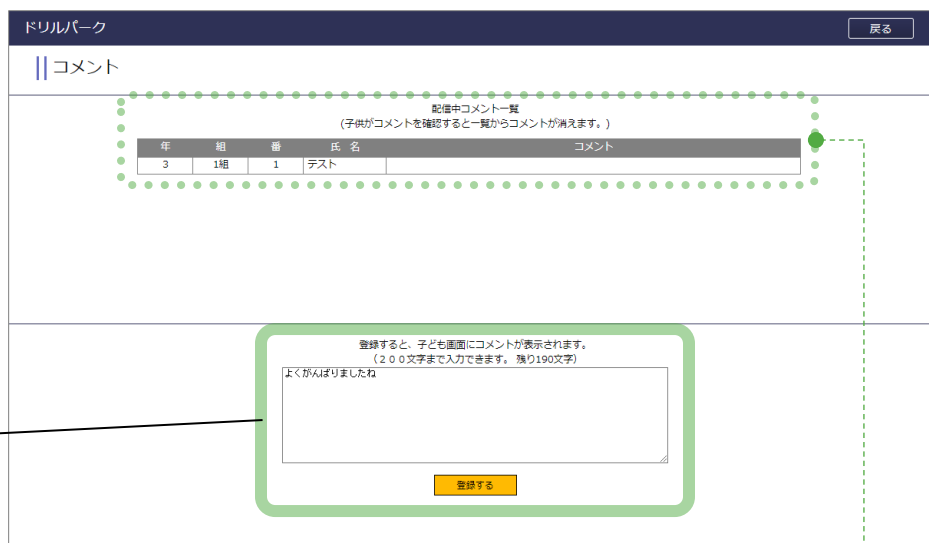 ドリルパーク 戻る
コメント
配信中コメント一覧
(子供がコメントを確認すると一覧からコメントが消えます。)
年 組 番 氏 名 コメント
3 1組 1 テスト
登録すると、子ども画面にコメントが表示されます。
(200文字まで入力できます。 残り190文字)
よくがんばりましたね
登録する